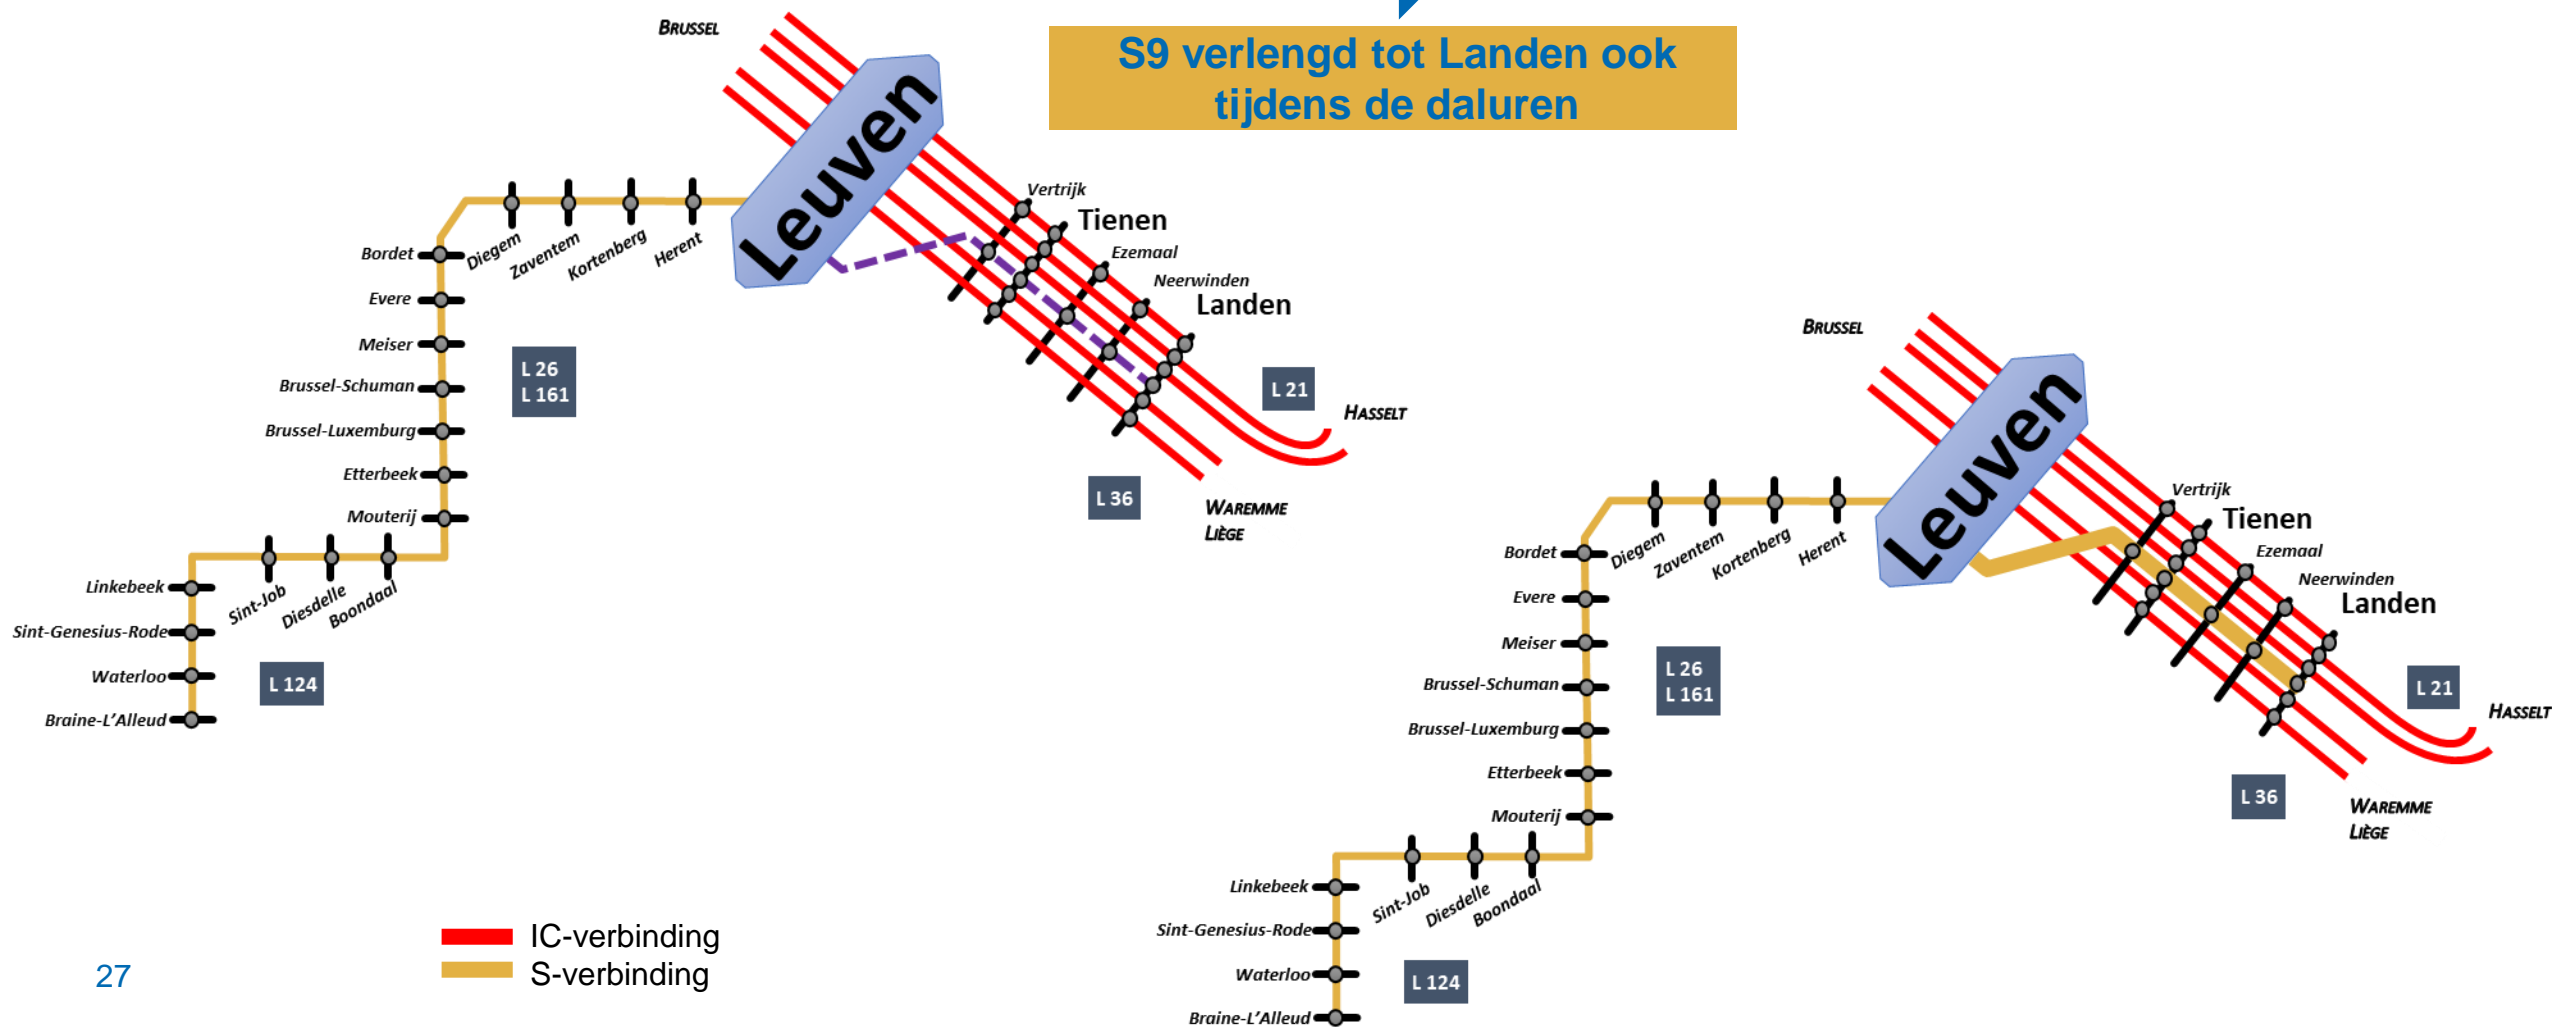 S9 verlengd tot Landen ook
tijdens de daluren
BRUSSEL
Leuven
Vertrijk
Tienen
Ezemaal
Neerwinden
Landen
Bordet
Diegem
Zaventem
Kortenberg
Herent
Evere
Meiser
Brussel-Schuman
L 26
L 161
Brussel-Luxemburg
Etterbeek
Mouterij
L 21
HASSELT
L 36
WAREMME
LIÈGE
Linkebeek
Sint-Job
Diesdelle
Boondaal
Sint-Genesius-Rode
Waterloo
L 124
Braine-L'Alleud
BRUSSEL
Leuven
Vertrijk
Tienen
Ezemaal
Neerwinden
Landen
Bordet
Diegem
Zaventem
Kortenberg
Herent
Evere
Meiser
Brussel-Schuman
L 26
L 161
Brussel-Luxemburg
Etterbeek
Mouterij
L 21
HASSELT
L 36
WAREMME
LIÈGE
Linkebeek
Sint-Job
Diesdelle
Boondaal
Sint-Genesius-Rode
Waterloo
L 124
Braine-L'Alleud
IC-verbinding
S-verbinding
27